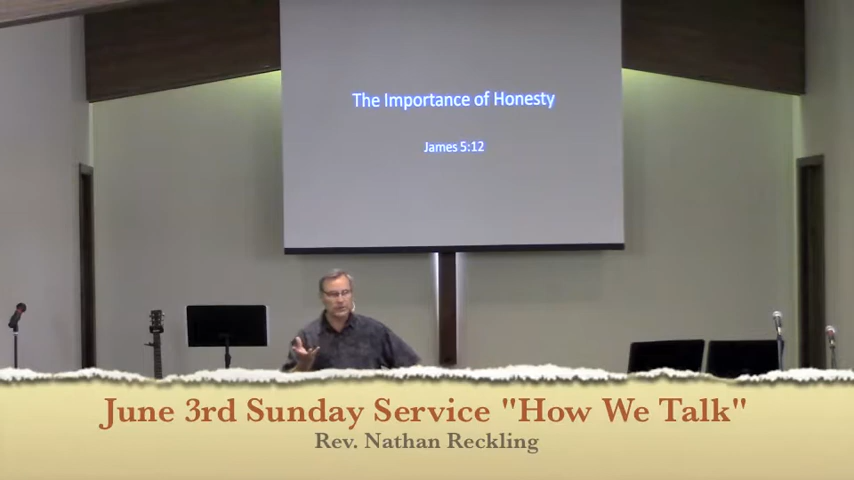 The Importance of Honesty
James 5:12
June 3rd Sunday Service "How We Talk"
Rev. Nathan Reckling